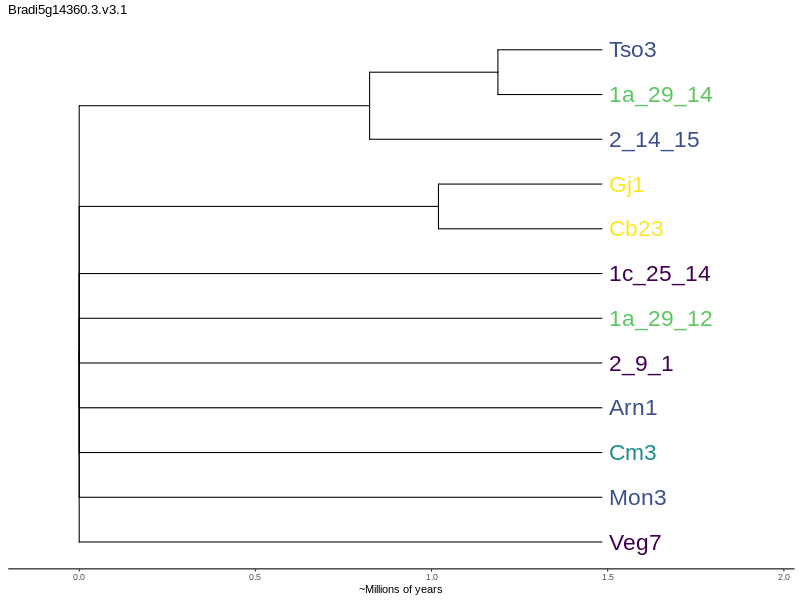 Bradi5g14360.3.v3.1
Tso3
1a_29_14
2_14_15
Gj1
Cb23
1c_25_14
1a_29_12
2_9_1
Arn1
Cm3
Mon3
Veg7
0.0 0.5 1.0 1.5 2.0
~Millions of years